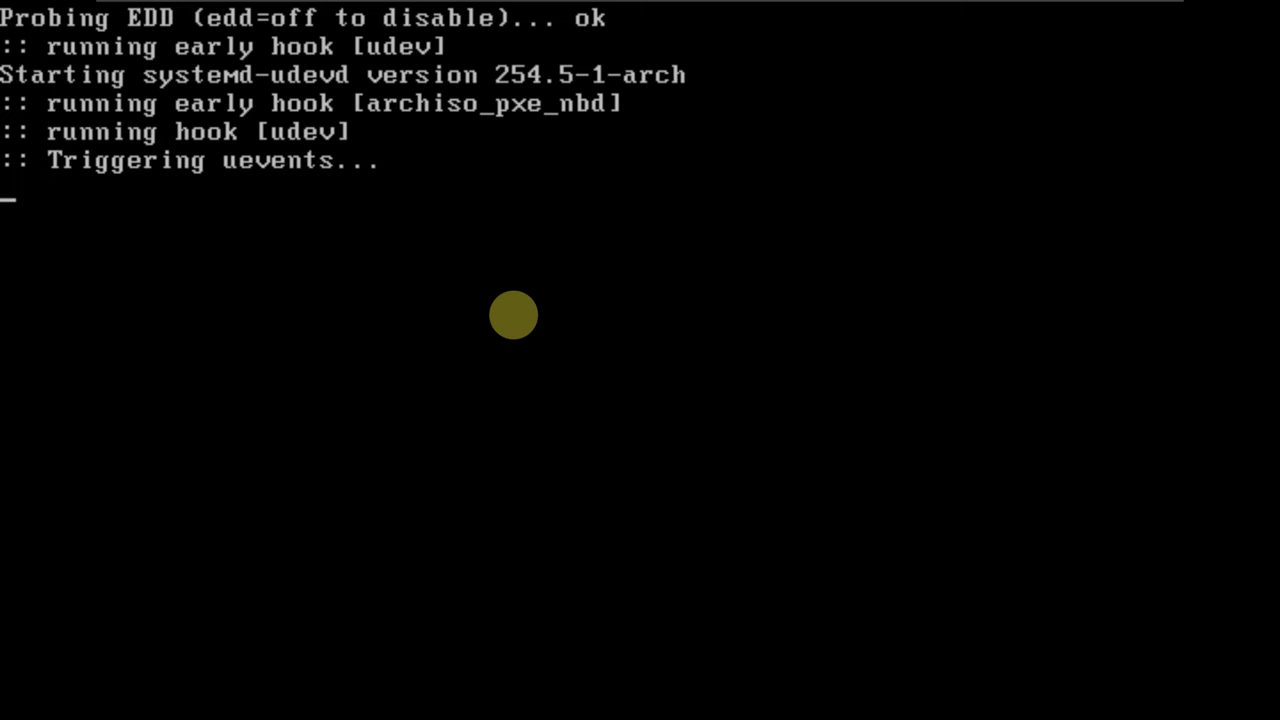 Probing EDD (edd=off to disable)... ok
:: running early hook [udev]
Starting systemd-udevd version 254.5-1-arch
:: running early hook [archiso_pxe_nbd]
:: running hook [udev]
:: Triggering uevents...